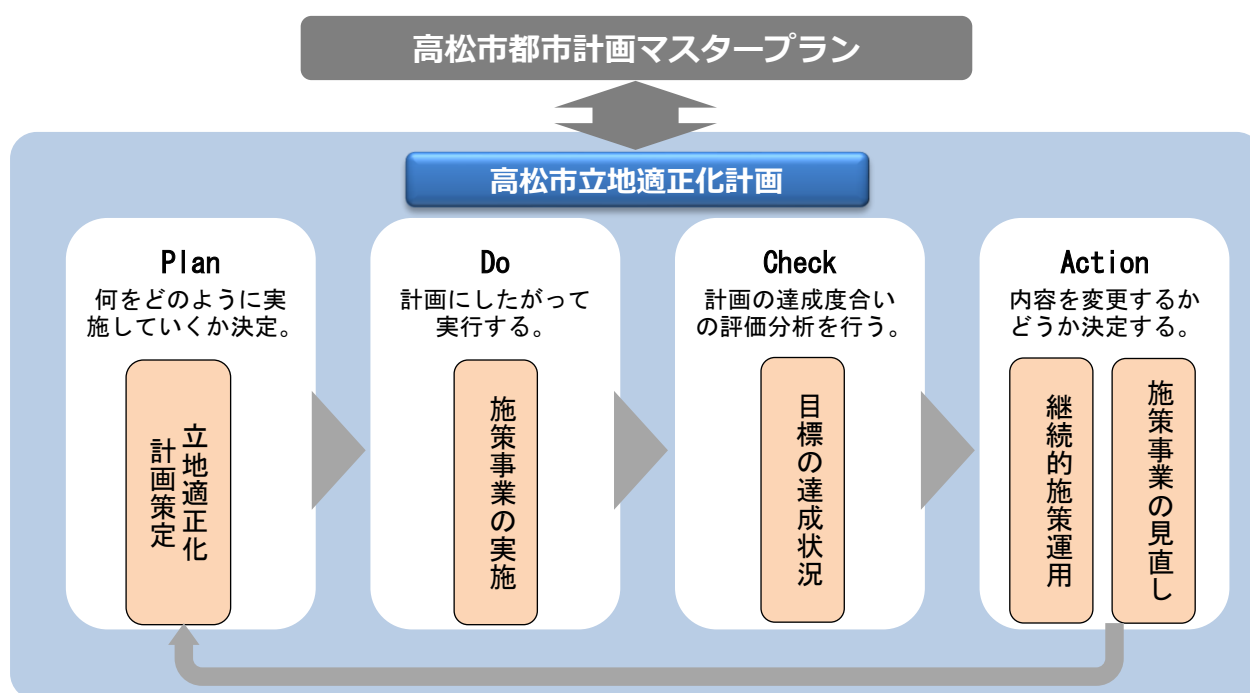 高松市都市計画マスタープラン
高松市立地適正化計画
Plan
何をどのように実
施していくか決定。
立地適正化
計画策定
Do
計画にしたがって
実行する。
施策事業の実施
Check
計画の達成度合い
の評価分析を行う。
目標の達成状況
Action
内容を変更するか
どうか決定する。
継続的施策運用
施策事業の見直し